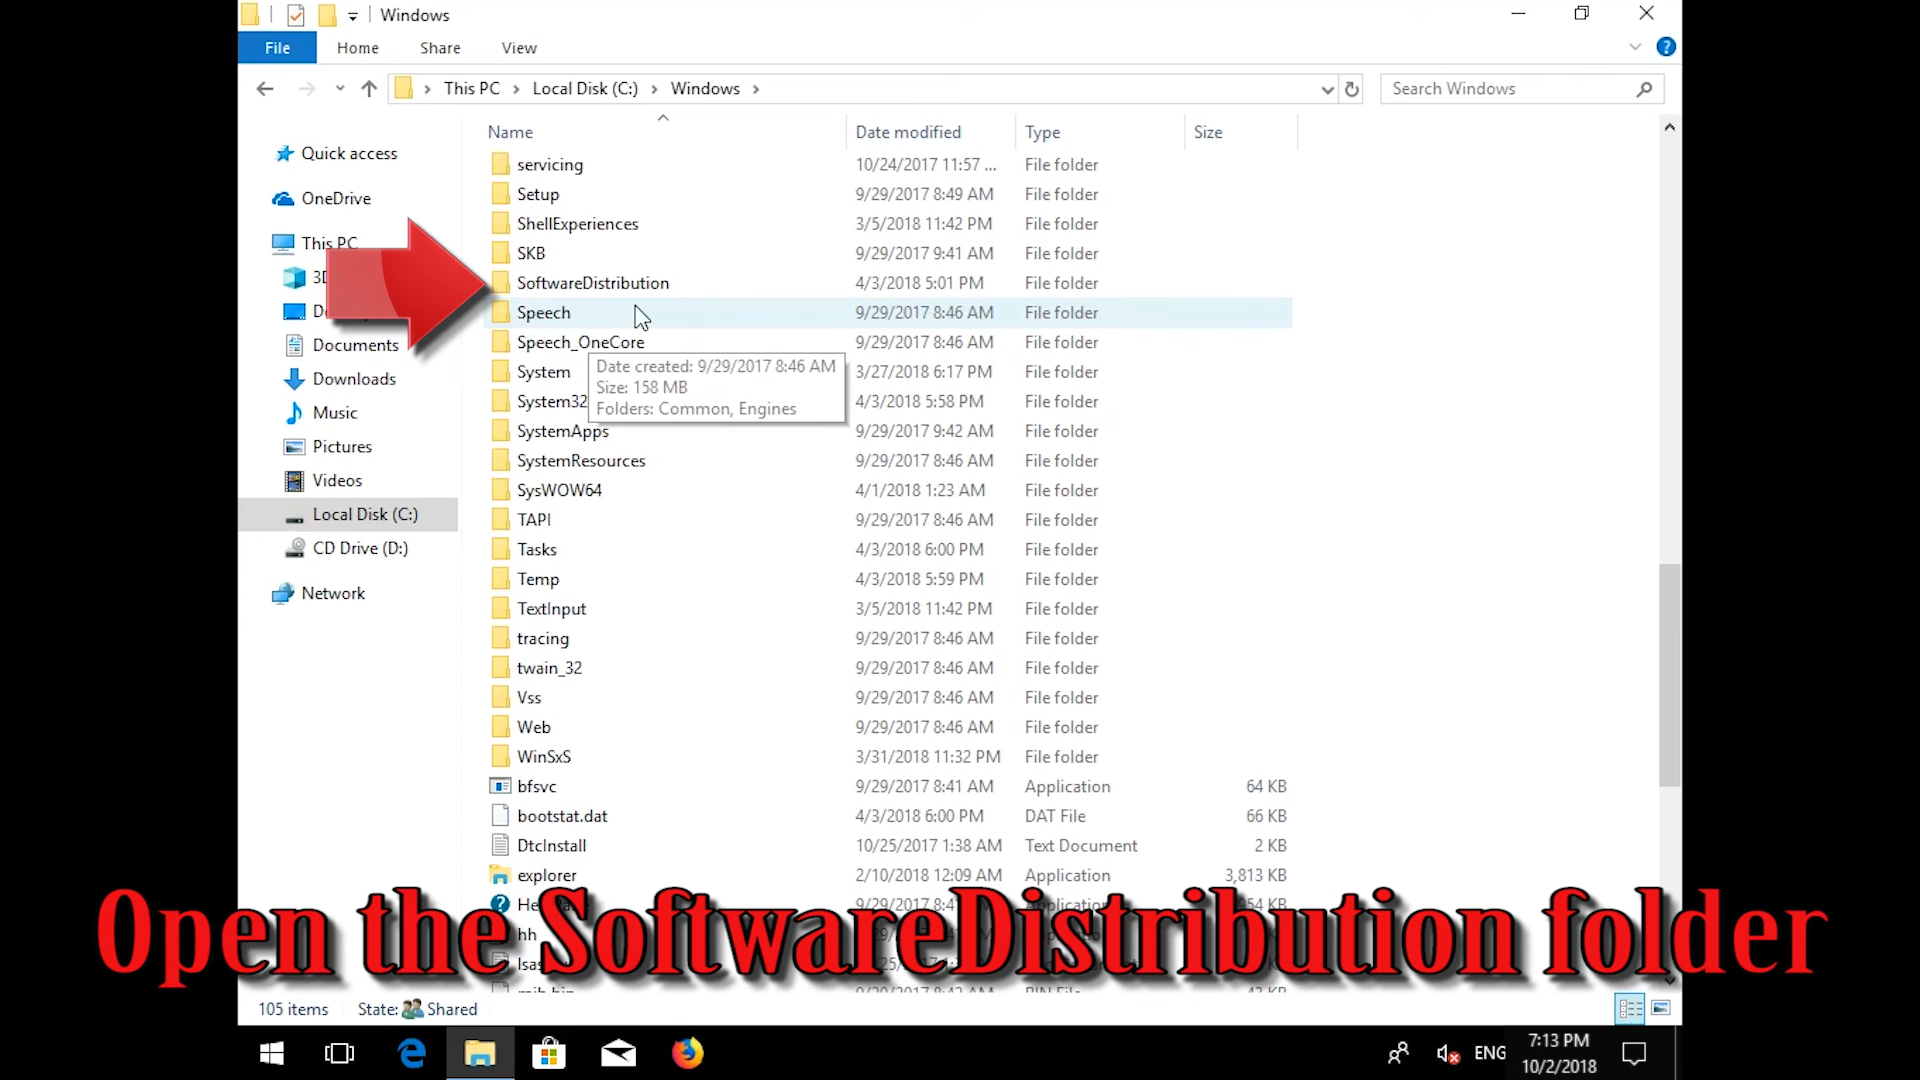 Windows
File Home Share View
This PC Local Disk (C:) Windows
Search Windows
Name Date modified Type Size
Quick access
OneDrive
This PC
3D
Documents
Downloads
Music
Pictures
Videos
Local Disk (C:)
CD Drive (D:)
Network
servicing 10/24/2017 11:57 ... File folder
Setup 9/29/2017 8:49 AM File folder
ShellExperiences 3/5/2018 11:42 PM File folder
SKB 9/29/2017 9:41 AM File folder
SoftwareDistribution 4/3/2018 5:01 PM File folder
Speech 9/29/2017 8:46 AM File folder
Speech_OneCore 9/29/2017 8:46 AM File folder
System 3/27/2018 6:17 PM File folder
System32 4/3/2018 5:58 PM File folder
SystemApps 9/29/2017 9:42 AM File folder
SystemResources 9/29/2017 8:46 AM File folder
SysWOW64 4/1/2018 1:23 AM File folder
TAPI 9/29/2017 8:46 AM File folder
Tasks 4/3/2018 6:00 PM File folder
Temp 4/3/2018 5:59 PM File folder
TextInput 3/5/2018 11:42 PM File folder
tracing 9/29/2017 8:46 AM File folder
twain_32 9/29/2017 8:46 AM File folder
Vss 9/29/2017 8:46 AM File folder
Web 9/29/2017 8:46 AM File folder
WinSxS 3/31/2018 11:32 PM File folder
bfsvc 9/29/2017 8:41 AM Application 64 KB
bootstat.dat 4/3/2018 6:00 PM DAT File 66 KB
DtcInstall 10/25/2017 1:38 AM Text Document 2 KB
explorer 2/10/2018 12:09 AM Application 3,813 KB
hh
Date created: 9/29/2017 8:46 AM
Size: 158 MB
Folders: Common, Engines
Open the SoftwareDistribution folder
105 items State: Shared
ENG
7:13 PM
10/2/2018